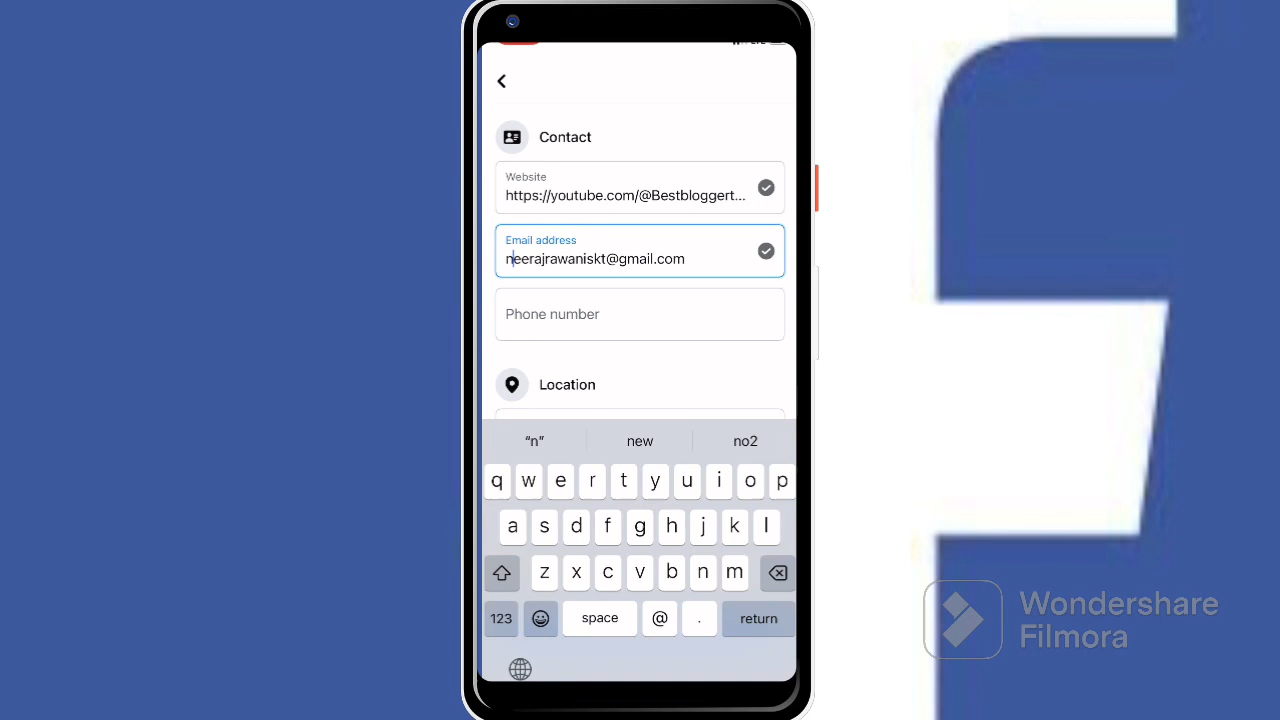 Contact
Website
https://youtube.com/@Bestbloggert...
Email address
neerajrawaniskt@gmail.com
Phone number
Location
"n" new no2
q w e r t y u i o p
a s d f g h j k l
z x c v b n m
123 space @ . return
Wondershare
Filmora